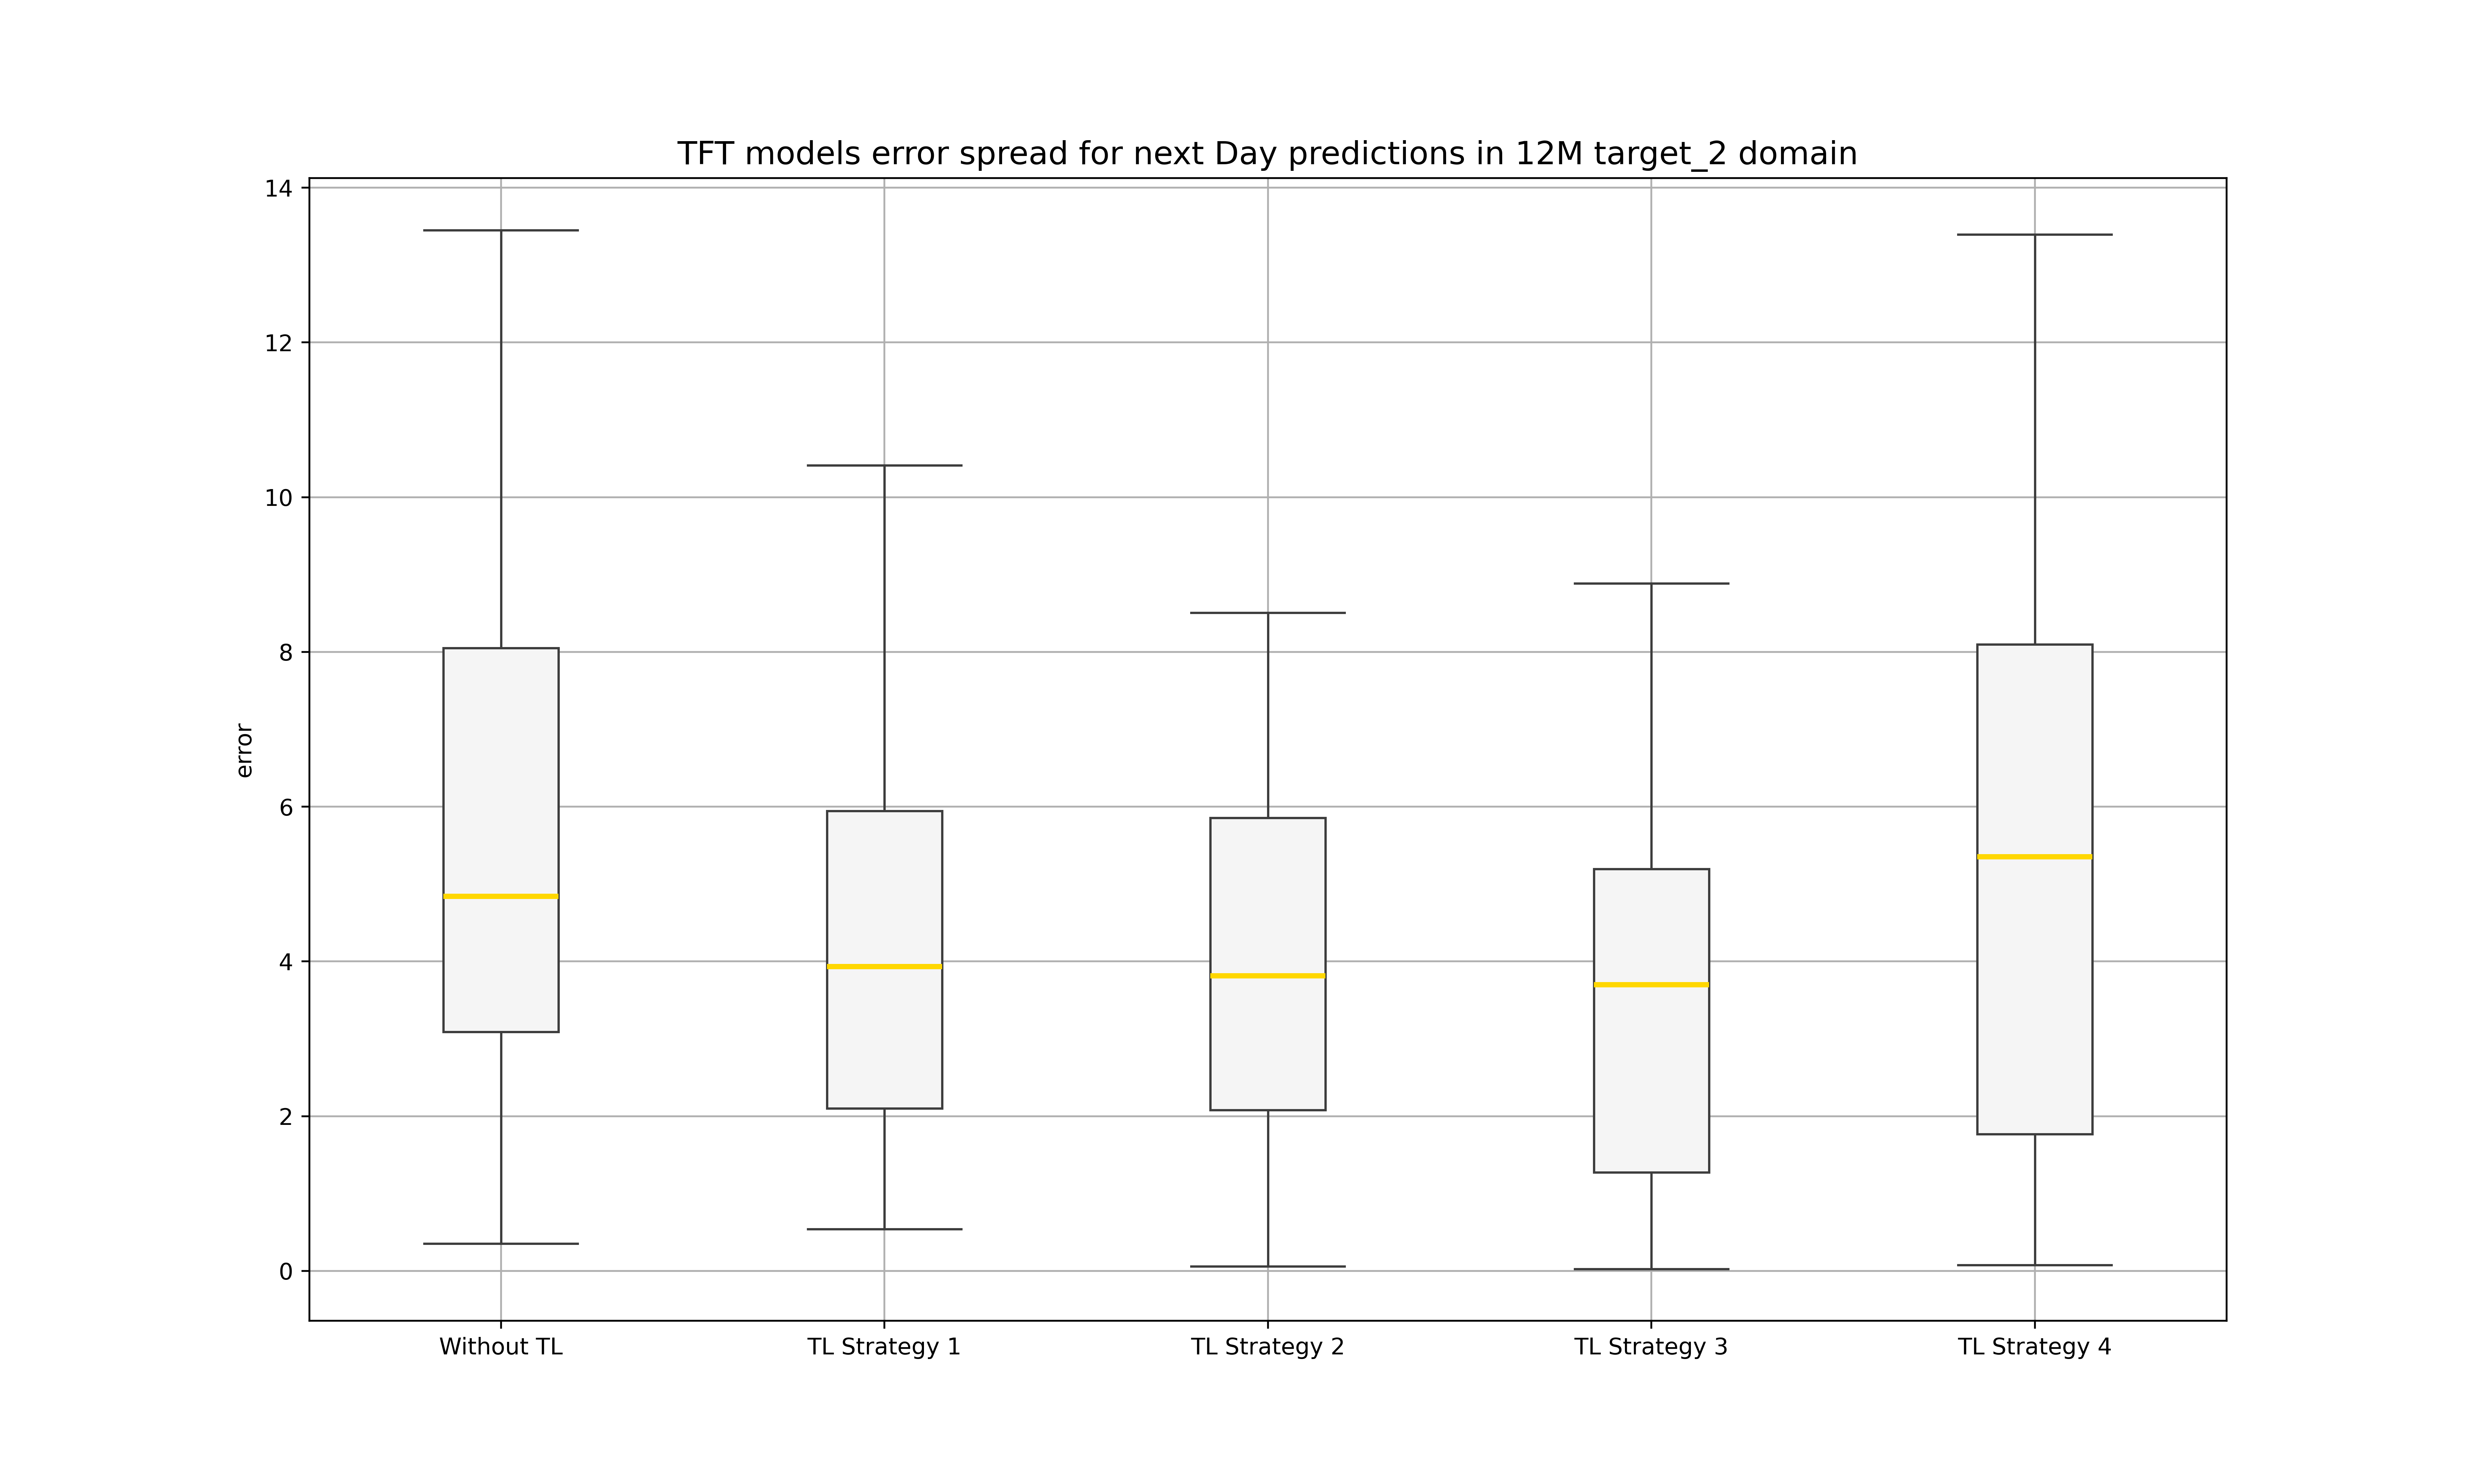 TFT models error spread for next Day predictions in 12M target_2 domain
14
12
10
8
6
4
2
0
error
Without TL
TL Strategy 1
TL Strategy 2
TL Strategy 3
TL Strategy 4